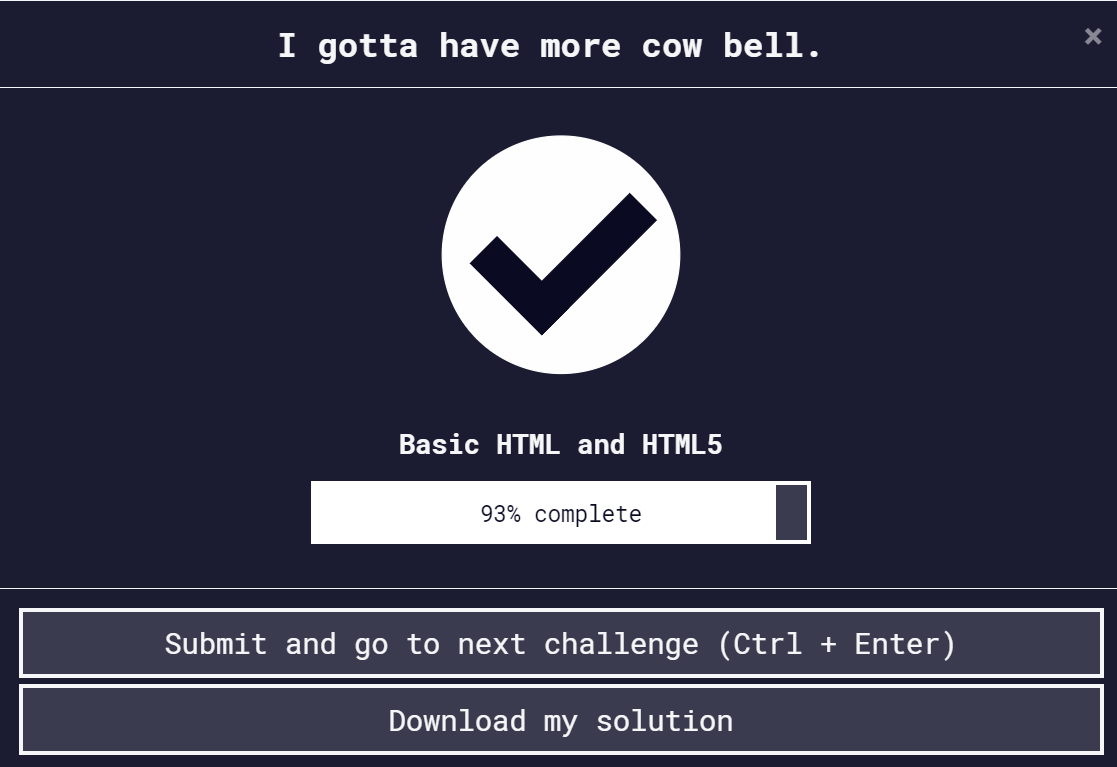 I gotta have more cow bell.
×
Basic HTML and HTML5
93% complete
Submit and go to next challenge (Ctrl + Enter)
Download my solution